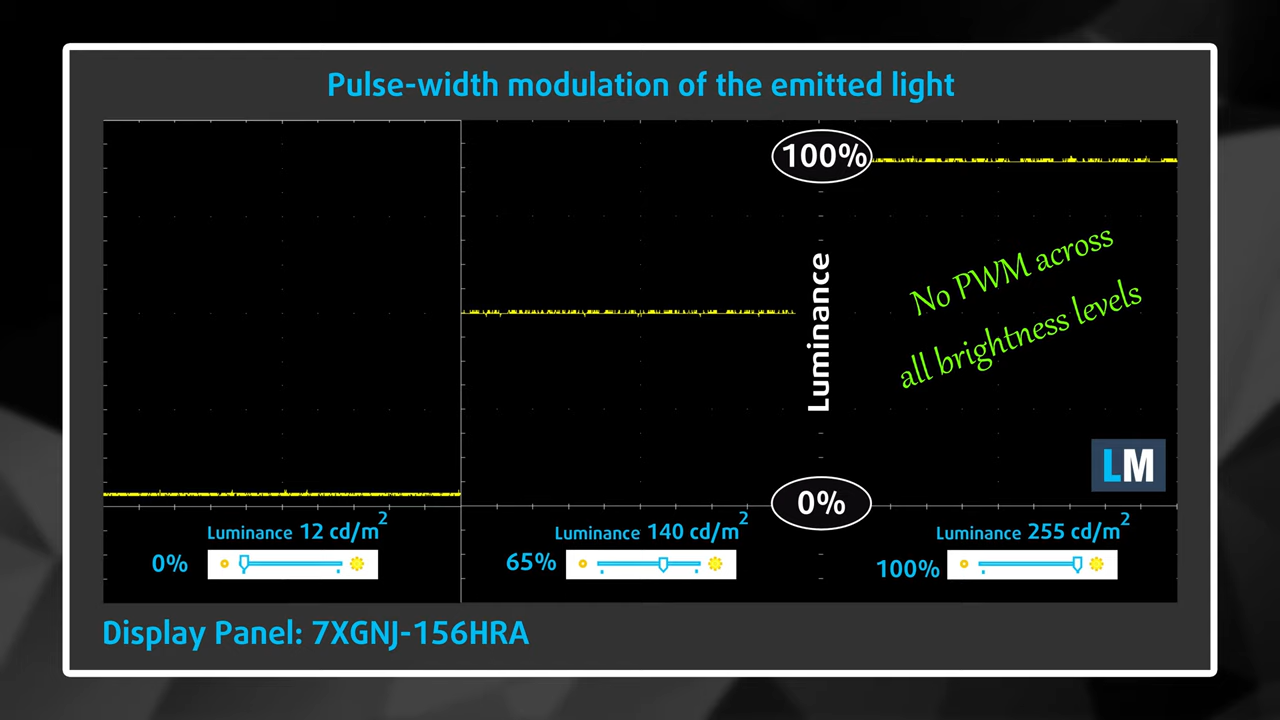 Pulse-width modulation of the emitted light
100%
Luminance
No PWM across
all brightness levels
LM
0%
Luminance 12 cd/m²
Luminance 140 cd/m²
Luminance 255 cd/m²
0%
65%
100%
Display Panel: 7XGNJ-156HRA